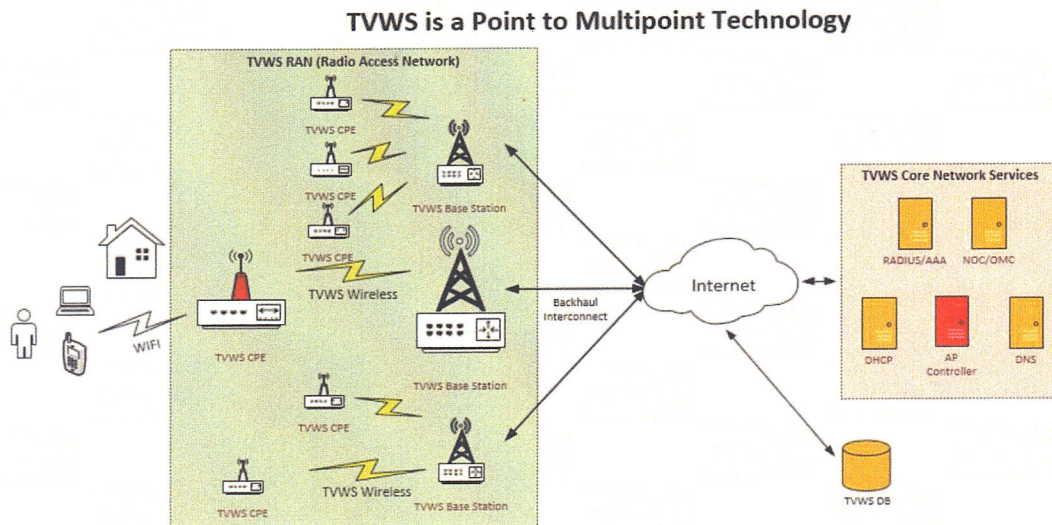 TVWS is a Point to Multipoint Technology
TVWS RAN (Radio Access Network)
TVWS CPE
TVWS CPE
TVWS Base Station
TVWS CPE
TVWS Wireless
TVWS CPE
TVWS Base Station
TVWS CPE
TVWS Wireless
TVWS CPE
TVWS Base Station
WIFI
Backhaul
Interconnect
Internet
TVWS Core Network Services
RADIUS/AAA
NOC/OMC
DHCP
AP
Controller
DNS
TVWS DB